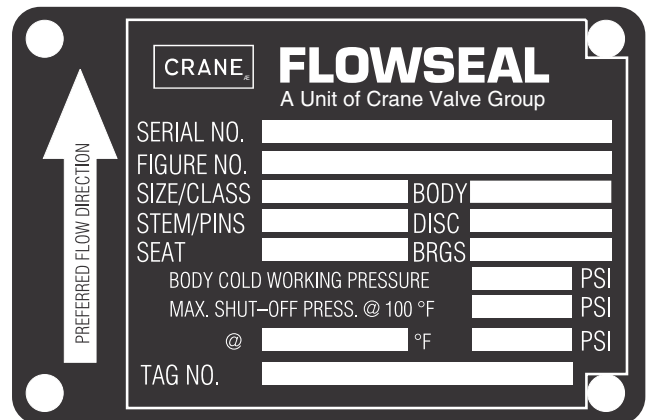 PREFERRED FLOW DIRECTION
CRANE Æ
FLOWSEAL
A Unit of Crane Valve Group
SERIAL NO.
FIGURE NO.
SIZE/CLASS BODY
STEM/PINS DISC
SEAT BRGS
BODY COLD WORKING PRESSURE PSI
MAX. SHUT–OFF PRESS. @ 100 °F PSI
@ °F PSI
TAG NO.